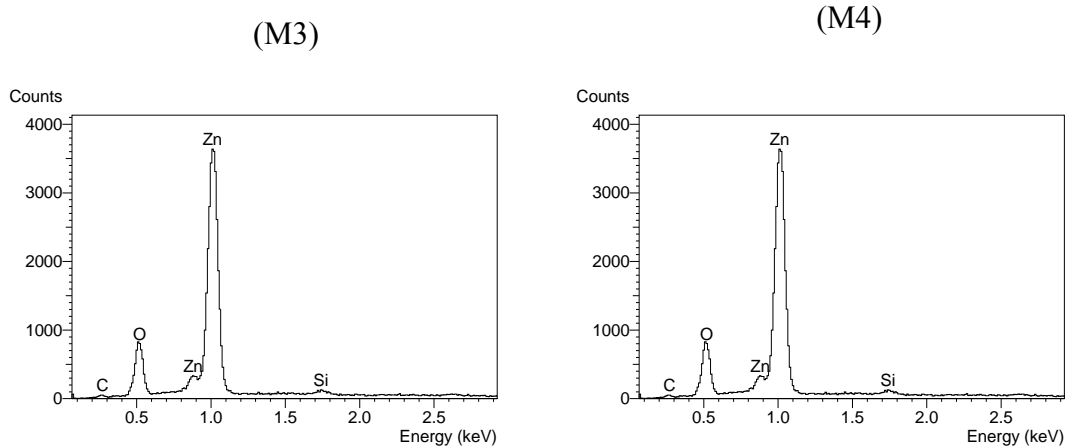 (M3)
Counts
4000
3000
2000
1000
0
Zn
O
Zn
C
Si
0.5 1.0 1.5 2.0 2.5
Energy (keV)
(M4)
Counts
4000
3000
2000
1000
0
Zn
O
Zn
C
Si
0.5 1.0 1.5 2.0 2.5
Energy (keV)